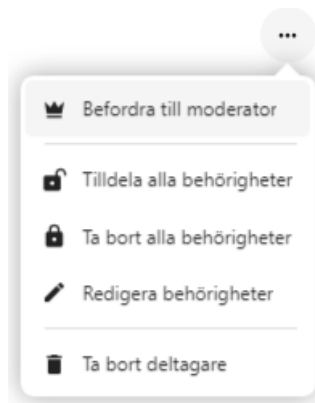 Befordra till moderator
Tilldela alla behörigheter
Ta bort alla behörigheter
Redigera behörigheter
Ta bort deltagare